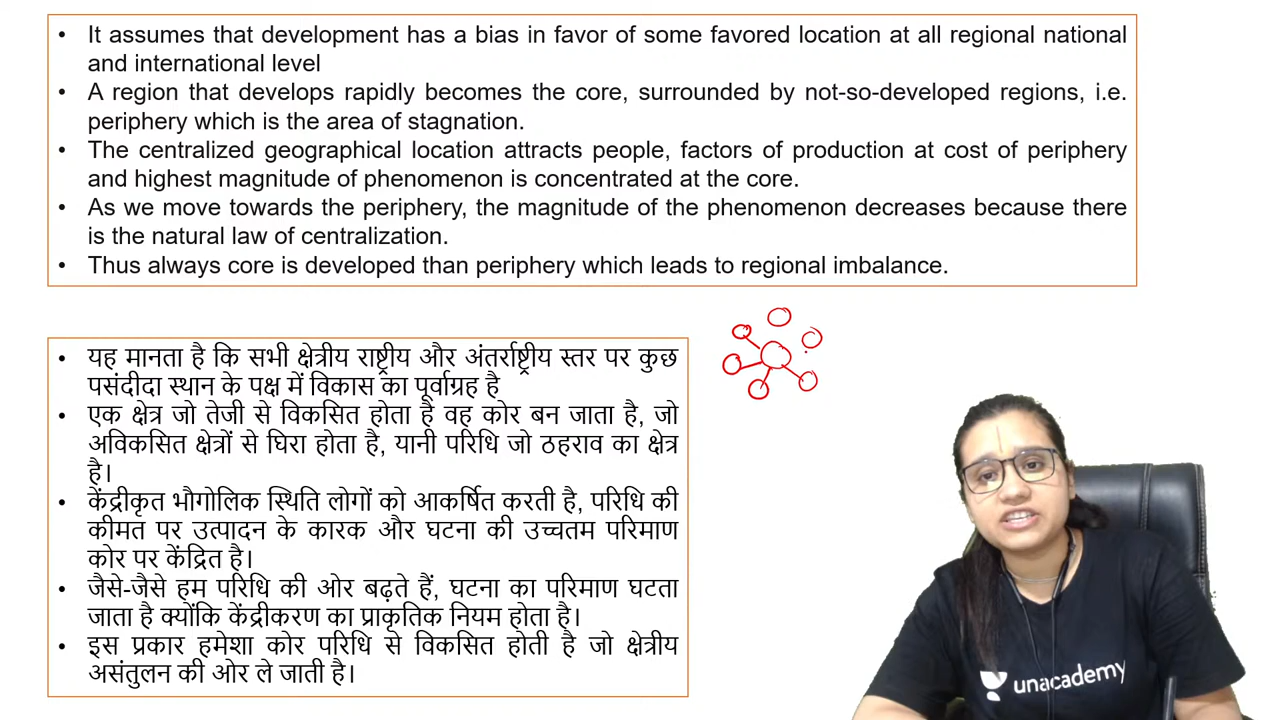 • It assumes that development has a bias in favor of some favored location at all regional national
and international level
• A region that develops rapidly becomes the core, surrounded by not-so-developed regions, i.e.
periphery which is the area of stagnation.
• The centralized geographical location attracts people, factors of production at cost of periphery
and highest magnitude of phenomenon is concentrated at the core.
• As we move towards the periphery, the magnitude of the phenomenon decreases because there
is the natural law of centralization.
• Thus always core is developed than periphery which leads to regional imbalance.
• यह मानता है कि सभी क्षेत्रीय राष्ट्रीय और अंतर्राष्ट्रीय स्तर पर कुछ
पसंदीदा स्थान के पक्ष में विकास का पूर्वाग्रह है
• एक क्षेत्र जो तेजी से विकसित होता है वह कोर बन जाता है, जो
अविकसित क्षेत्रों से घिरा होता है, यानी परिधि जो ठहराव का क्षेत्र
है।
• केंद्रीकृत भौगोलिक स्थिति लोगों को आकर्षित करती है, परिधि की
कीमत पर उत्पादन के कारक और घटना की उच्चतम परिमाण
कोर पर केंद्रित है।
• जैसे-जैसे हम परिधि की ओर बढ़ते हैं, घटना का परिमाण घटता
जाता है क्योंकि केंद्रीकरण का प्राकृतिक नियम होता है।
• इस प्रकार हमेशा कोर परिधि से विकसित होती है जो क्षेत्रीय
असंतुलन की ओर ले जाती है।
unacademy